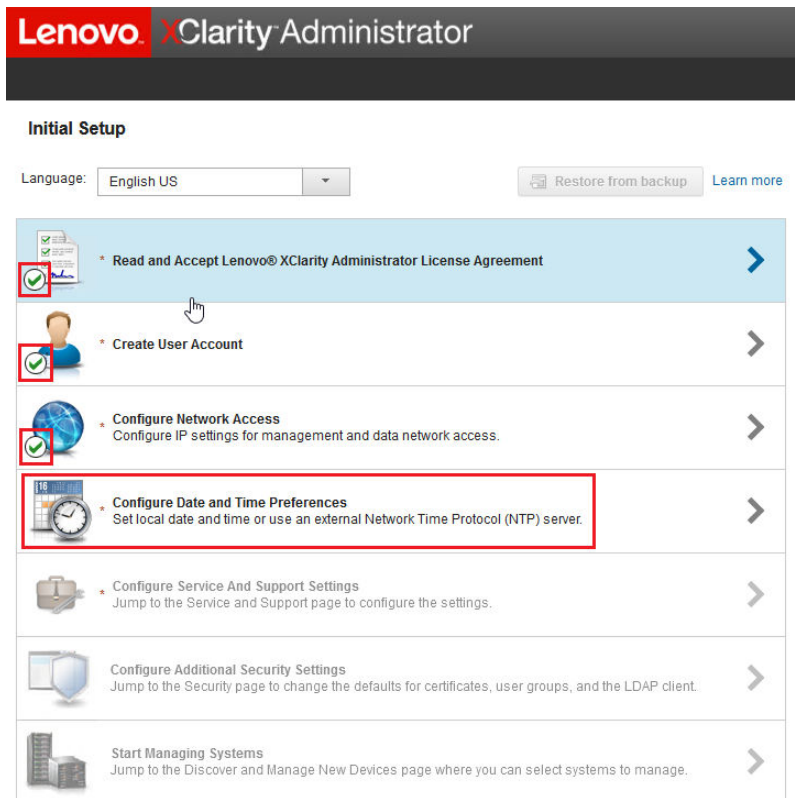 Lenovo. XClarity Administrator
Initial Setup
Language: English US Restore from backup Learn more
* Read and Accept Lenovo® XClarity Administrator License Agreement
* Create User Account
* Configure Network Access
Configure IP settings for management and data network access.
16
* Configure Date and Time Preferences
Set local date and time or use an external Network Time Protocol (NTP) server.
* Configure Service And Support Settings
Jump to the Service and Support page to configure the settings.
Configure Additional Security Settings
Jump to the Security page to change the defaults for certificates, user groups, and the LDAP client.
Start Managing Systems
Jump to the Discover and Manage New Devices page where you can select systems to manage.